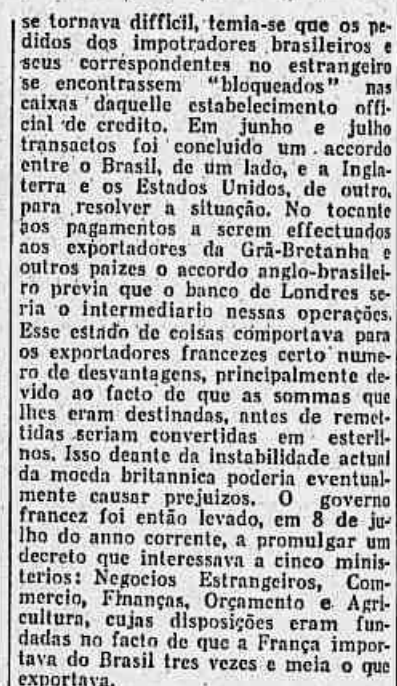 se tornava difficil, temia-se que os pe-
didos dos impotradores brasileiros e
seus correspondentes no estrangeiro
se encontrassem "bloqueados" nas
caixas daquelle estabelecimento offi-
cial de credito. Em junho e julho
transactos foi concluido um accordo
entre o Brasil, de um lado, e a Ingla-
terra e os Estados Unidos, de outro,
para resolver a situação. No tocante
aos pagamentos a serem effectuados
aos exportadores da Grã-Bretanha e
outros paizes o accordo anglo-brasilei-
ro previa que o banco de Londres se-
ria o intermediario nessas operações.
Esse estado de coisas comportava para
os exportadores francezes certo nume-
ro de desvantagens, principalmente de-
vido ao facto de que as sommas que
lhes eram destinadas, antes de remet-
tidas seriam convertidas em esterli-
nos. Isso deante da instabilidade actual
da moeda britannica poderia eventual-
mente causar prejuizos. O governo
francez foi então levado, em 8 de ju-
lho do anno corrente, a promulgar um
decreto que interessava a cinco minis-
terios: Negocios Estrangeiros, Com-
mercio, Finanças, Orçamento e Agri-
cultura, cujas disposições eram fun-
dadas no facto de que a França impor-
tava do Brasil tres vezes e meia o que
exportava.